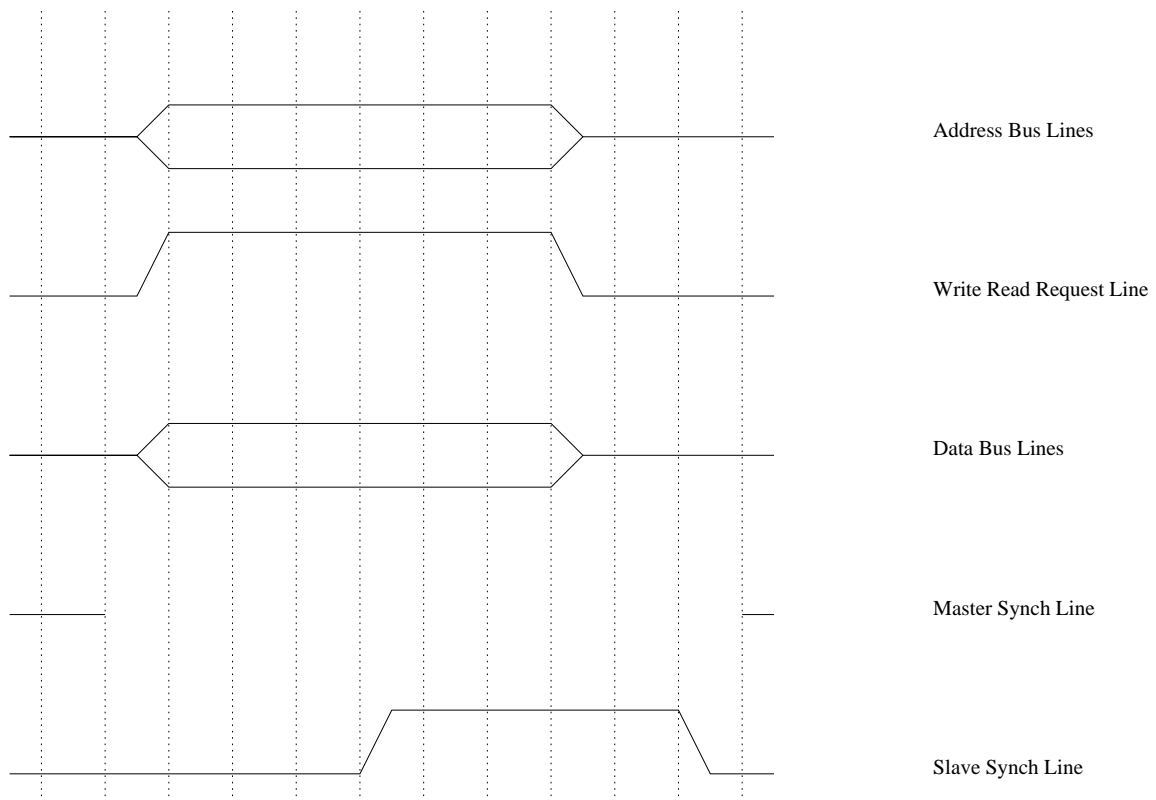 Address Bus Lines
Write Read Request Line
Data Bus Lines
Master Synch Line
Slave Synch Line